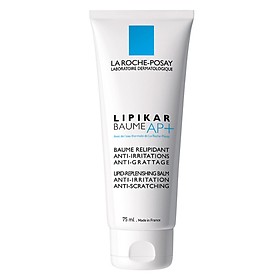 LA ROCHE-POSAY
LABORATOIRE DERMATOLOGIQUE
LIPIKAR
BAUME AP+
BAUME RELIPIDANT
ANTI-IRRITATIONS
ANTI-GRATTAGE
LIPID-REPLENISHING BALM
ANTI-IRRITATION
ANTI-SCRATCHING
75 ml . Made in France